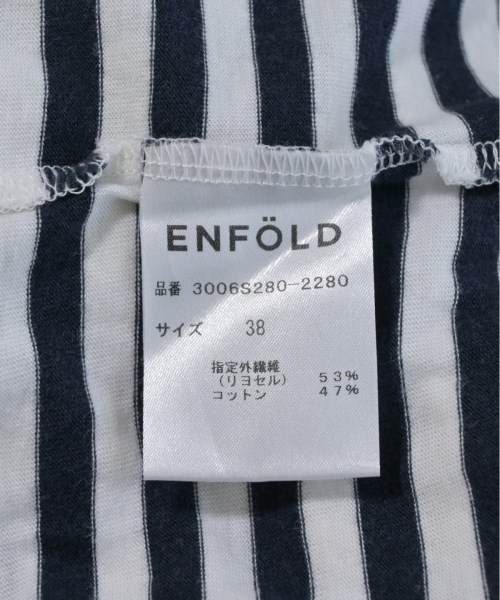 ENFÖLD
品番 3006S280-2280
サイズ 38
指定外繊維
(リヨセル) 53%
コットン 47%